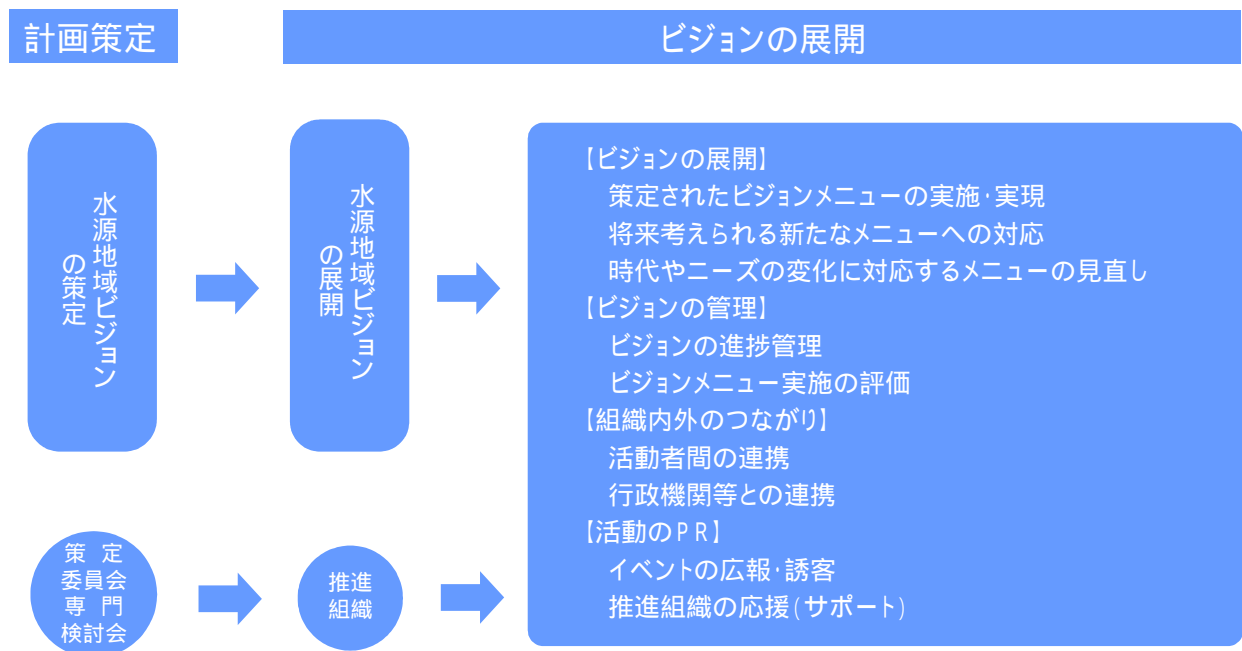 計画策定
ビジョンの展開
水源地域ビジョン
の策定
水源地域ビジョン
の展開
【ビジョンの展開】
策定されたビジョンメニューの実施・実現
将来考えられる新たなメニューへの対応
時代やニーズの変化に対応するメニューの見直し
【ビジョンの管理】
ビジョンの進捗管理
ビジョンメニュー実施の評価
【組織内外のつながり】
活動者間の連携
行政機関等との連携
【活動のPR】
イベントの広報・誘客
推進組織の応援(サポート)
策 定
委員会
専 門
検討会
推進
組織